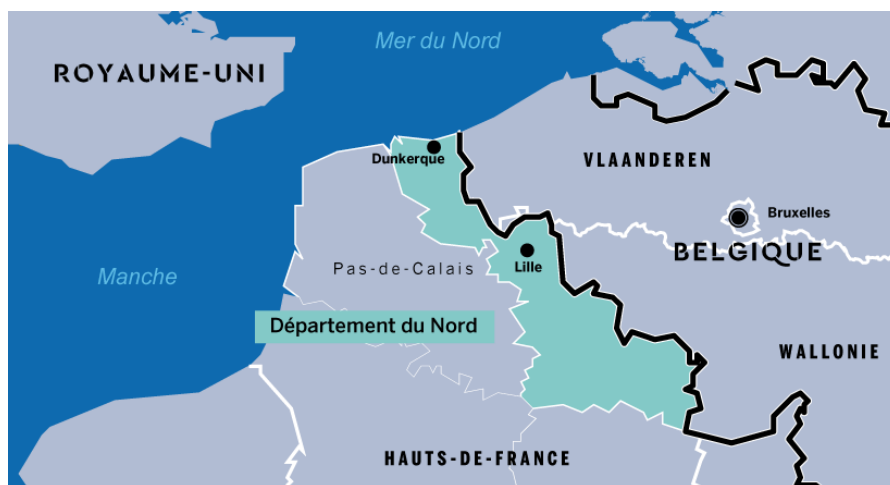 Mer du Nord
ROYAUME-UNI
Dunkerque
VLAANDEREN
Bruxelles
BELGIQUE
Lille
Pas-de-Calais
Manche
Département du Nord
WALLONIE
HAUTS-DE-FRANCE